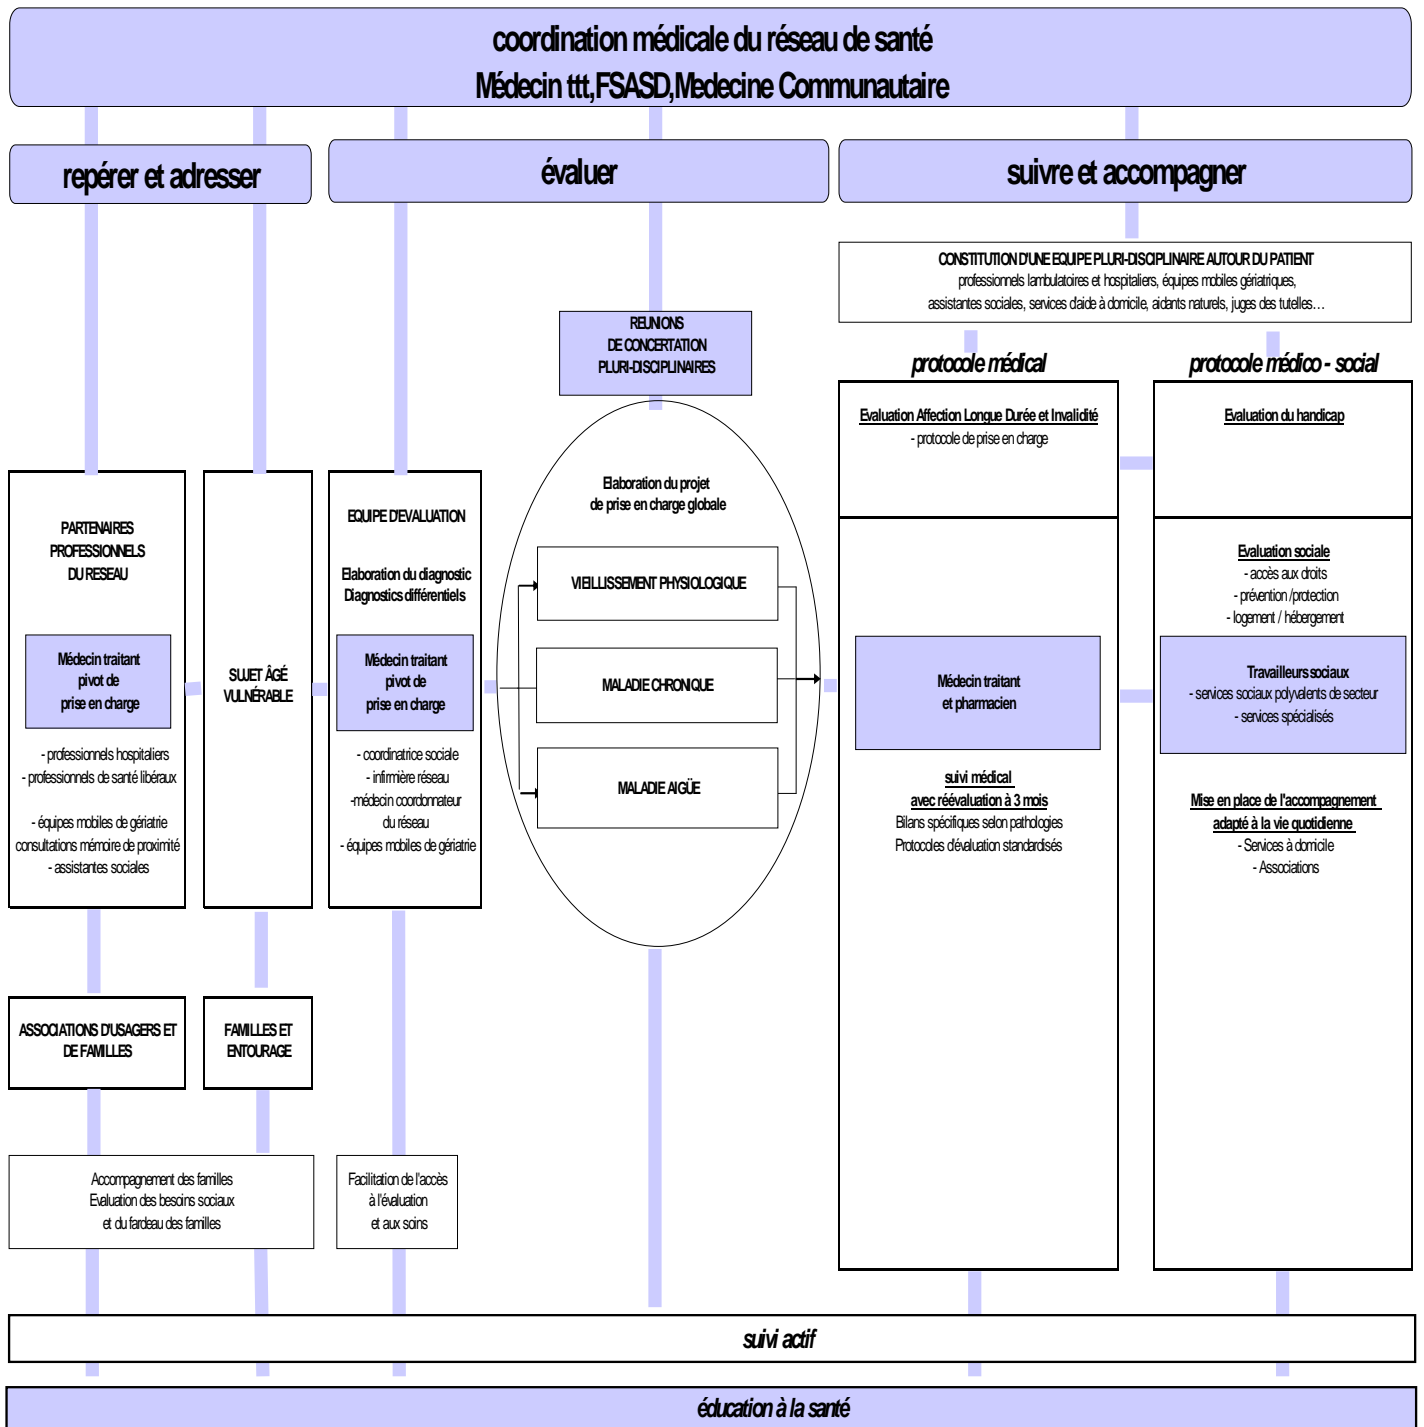 coordination médicale du réseau de santé
Médecin ttt,FSASD,Medecine Communautaire
repérer et adresser
évaluer
suivre et accompagner
CONSTITUTION D'UNE EQUIPE PLURI-DISCIPLINAIRE AUTOUR DU PATIENT
professionnels lambulatoires et hospitaliers, équipes mobiles gériatriques,
assistantes sociales, services d'aide à domicile, aidants naturels, juges des tutelles…
REUNIONS
DE CONCERTATION
PLURI-DISCIPLINAIRES
protocole médical
protocole médico - social
PARTENAIRES
PROFESSIONNELS
DU RESEAU
Médecin traitant
pivot de
prise en charge
- professionnels hospitaliers
- professionnels de santé libéraux
- équipes mobiles de gériatrie
consultations mémoire de proximité
- assistantes sociales
SUJET ÂGÉ
VULNÉRABLE
EQUIPE D'EVALUATION
Elaboration du diagnostic
Diagnostics différentiels
Médecin traitant
pivot de
prise en charge
- coordinatrice sociale
- infirmière réseau
-médecin coordonnateur
du réseau
- équipes mobiles de gériatrie
Elaboration du projet
de prise en charge globale
VIEILLISSEMENT PHYSIOLOGIQUE
MALADIE CHRONIQUE
MALADIE AIGÜE
Evaluation Affection Longue Durée et Invalidité
- protocole de prise en charge
Médecin traitant
et pharmacien
suivi médical
avec réévaluation à 3 mois
Bilans spécifiques selon pathologies
Protocoles d'évaluation standardisés
Evaluation du handicap
Evaluation sociale
- accès aux droits
- prévention /protection
- logement / hébergement
Travailleurs sociaux
- services sociaux polyvalents de secteur
- services spécialisés
Mise en place de l'accompagnement
adapté à la vie quotidienne
- Services à domicile
- Associations
ASSOCIATIONS D'USAGERS ET
DE FAMILLES
FAMILLES ET
ENTOURAGE
Accompagnement des familles
Evaluation des besoins sociaux
et du fardeau des familles
Facilitation de l'accès
à l'évaluation
et aux soins
suivi actif
éducation à la santé